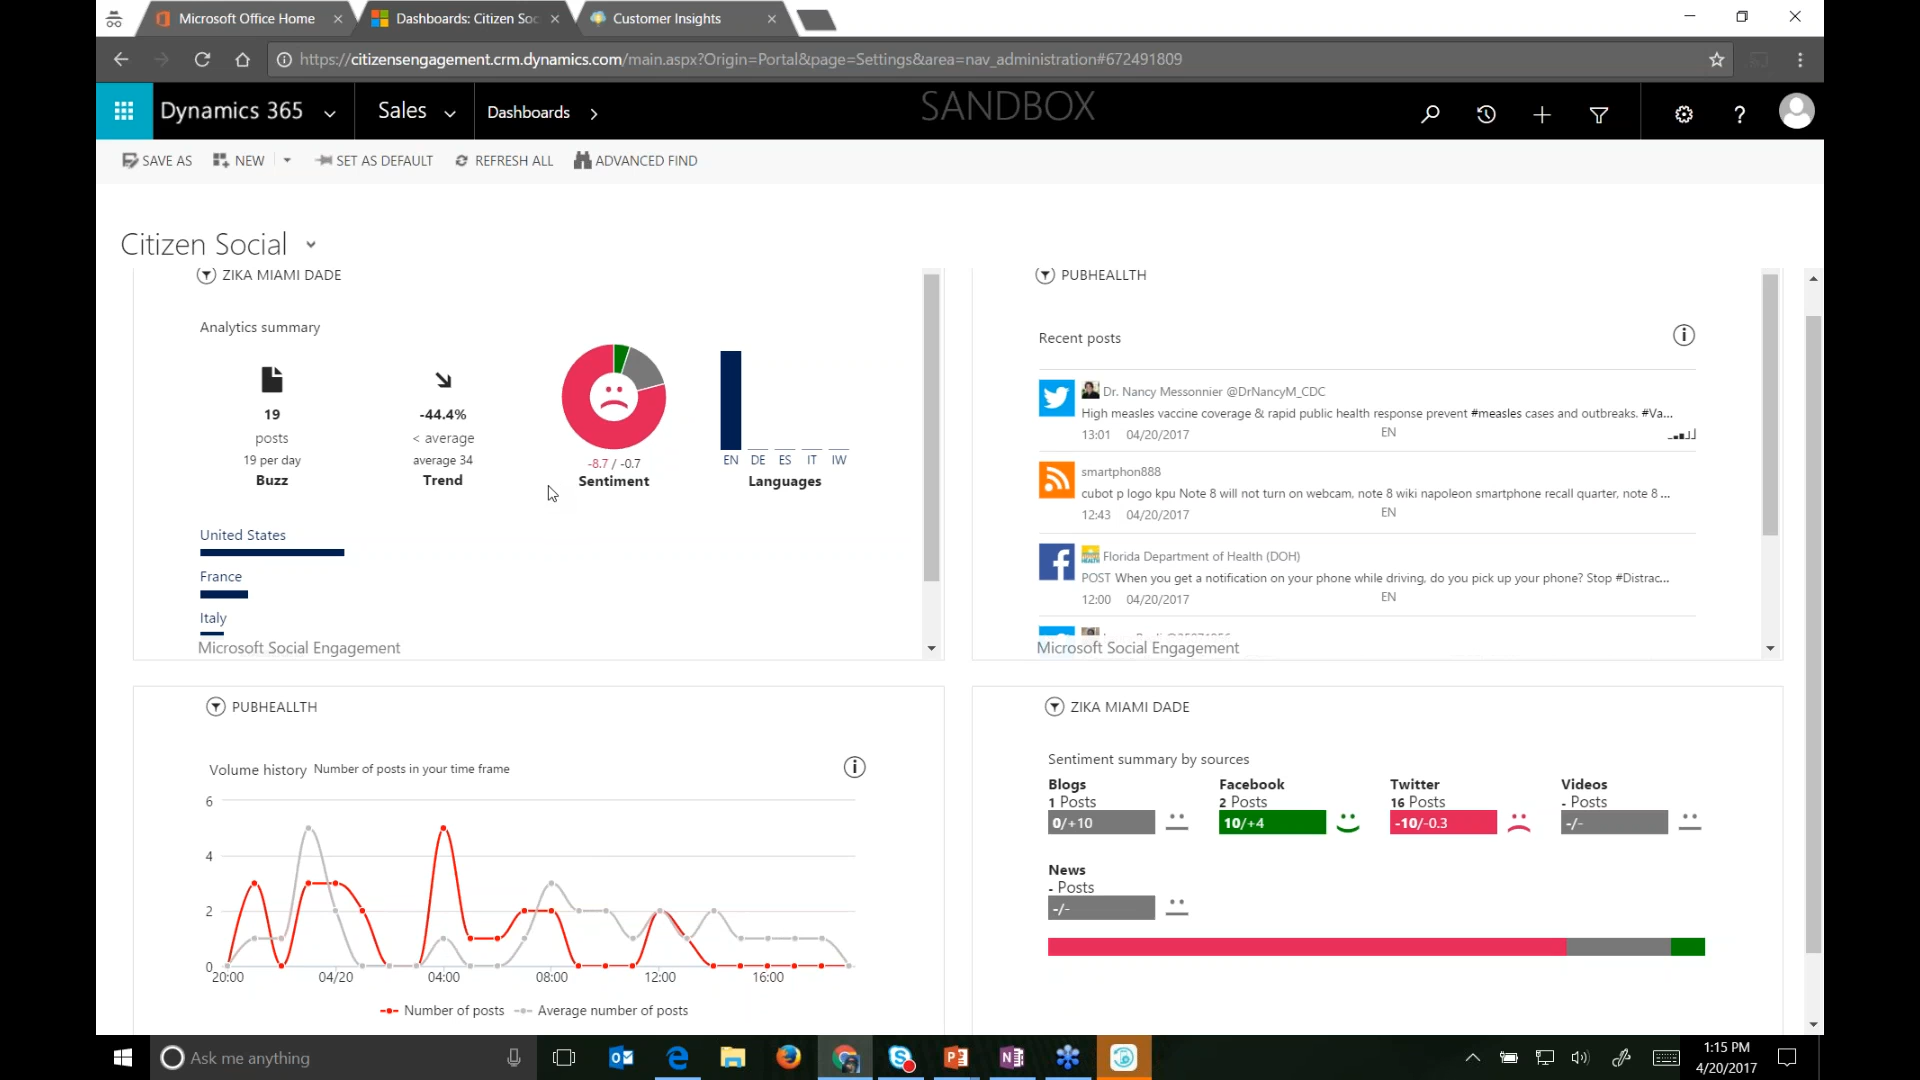 Microsoft Office Home
Dashboards: Citizen Soc
Customer Insights
https://citizensengagement.crm.dynamics.com/main.aspx?Origin=Portal&page=Settings&area=nav_administration#672491809
Dynamics 365
Sales
Dashboards
SANDBOX
SAVE AS
NEW
SET AS DEFAULT
REFRESH ALL
ADVANCED FIND
Citizen Social
ZIKA MIAMI DADE
Analytics summary
19
posts
19 per day
Buzz
-44.4%
< average
average 34
Trend
-8.7 / -0.7
Sentiment
EN DE ES IT IW
Languages
United States
France
Italy
Microsoft Social Engagement
PUBHEALLTH
Recent posts
Dr. Nancy Messonnier @DrNancyM_CDC
High measles vaccine coverage & rapid public health response prevent #measles cases and outbreaks. #Va...
13:01 04/20/2017 EN
smartphon888
cubot p logo kpu Note 8 will not turn on webcam, note 8 wiki napoleon smartphone recall quarter, note 8 ...
12:43 04/20/2017 EN
Florida Department of Health (DOH)
POST When you get a notification on your phone while driving, do you pick up your phone? Stop #Distrac...
12:00 04/20/2017 EN
Microsoft Social Engagement
PUBHEALLTH
Volume history Number of posts in your time frame
6
4
2
0
20:00 04/20 04:00 08:00 12:00 16:00
Number of posts Average number of posts
ZIKA MIAMI DADE
Sentiment summary by sources
Blogs
1 Posts
0/+10
Facebook
2 Posts
10/+4
Twitter
16 Posts
-10/-0.3
Videos
- Posts
-/-
News
- Posts
-/-
Ask me anything
1:15 PM
4/20/2017